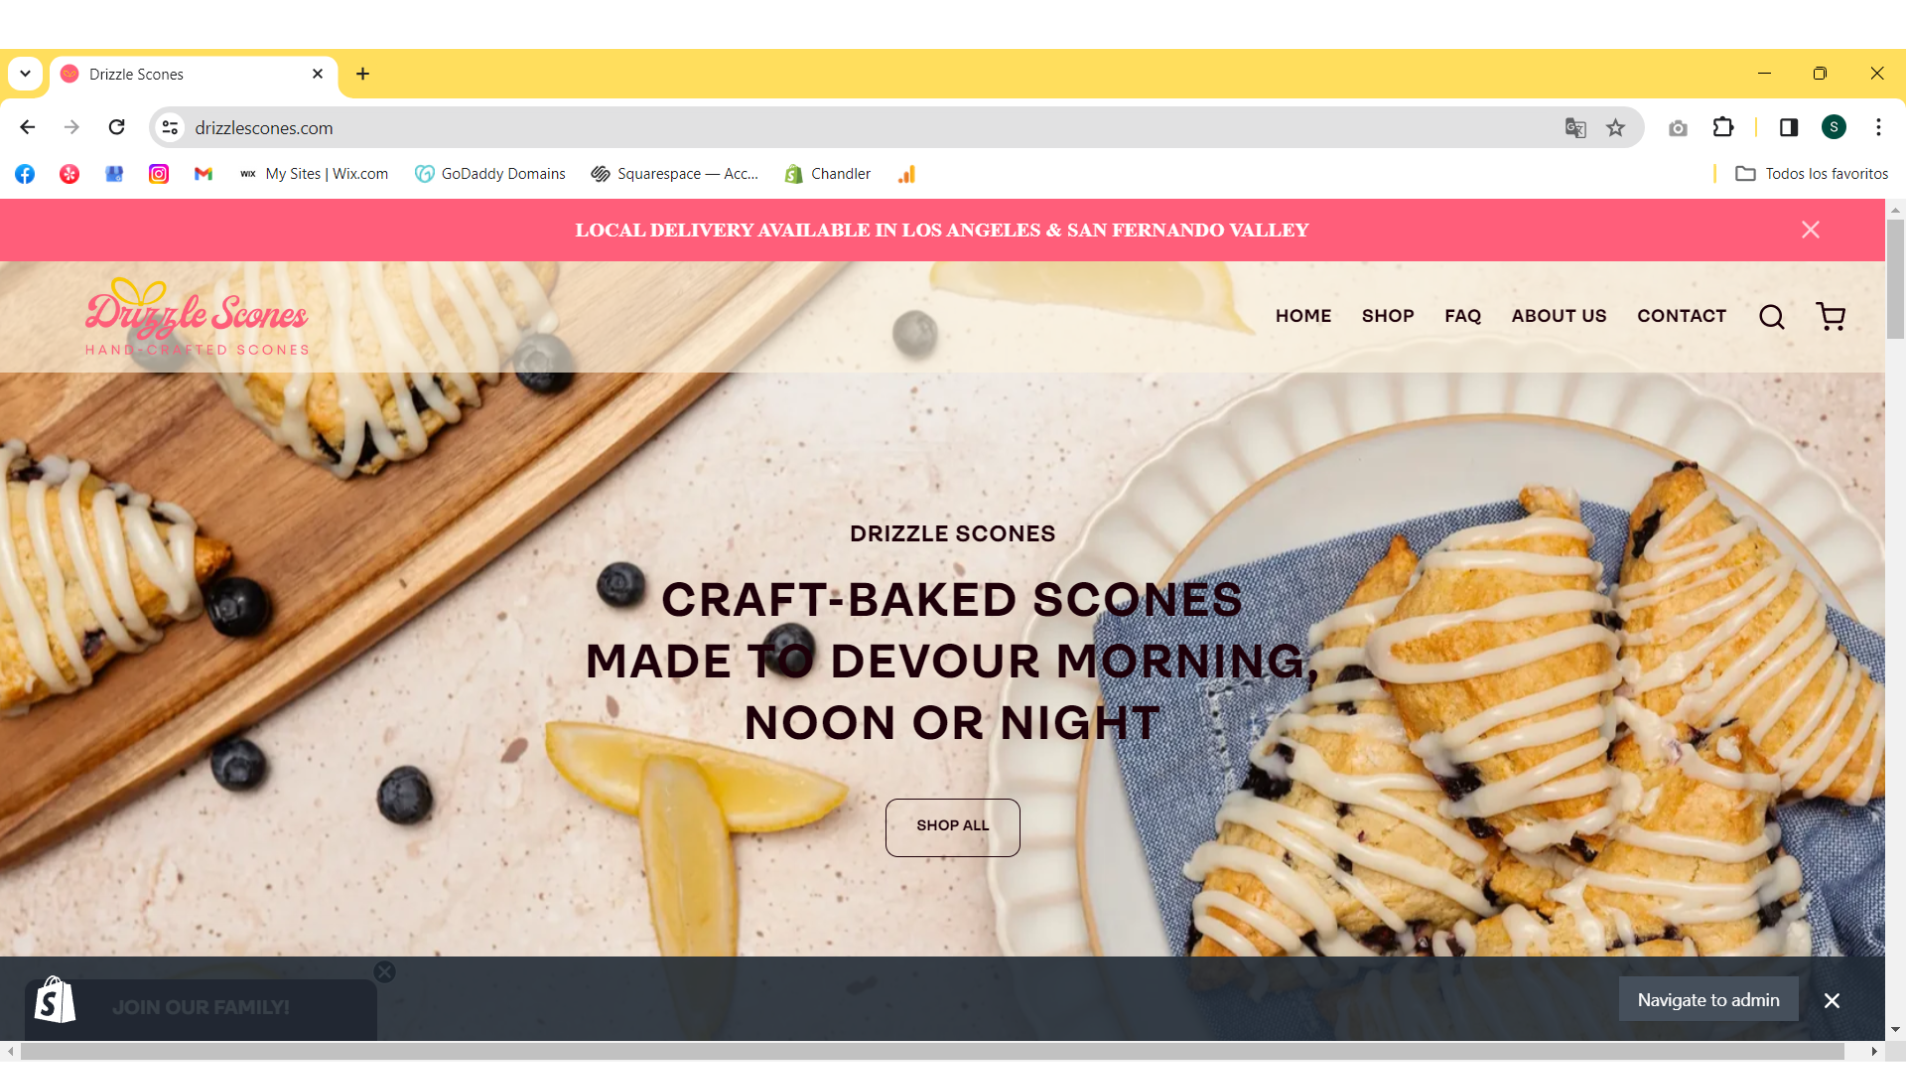 Drizzle Scones
drizzlescones.com
S
WIX My Sites | Wix.com
GoDaddy Domains
Squarespace — Acc...
Chandler
Todos los favoritos
LOCAL DELIVERY AVAILABLE IN LOS ANGELES & SAN FERNANDO VALLEY
Drizzle Scones
HAND-CRAFTED SCONES
HOME SHOP FAQ ABOUT US CONTACT
DRIZZLE SCONES
CRAFT-BAKED SCONES
MADE TO DEVOUR MORNING,
NOON OR NIGHT
SHOP ALL
JOIN OUR FAMILY!
Navigate to admin